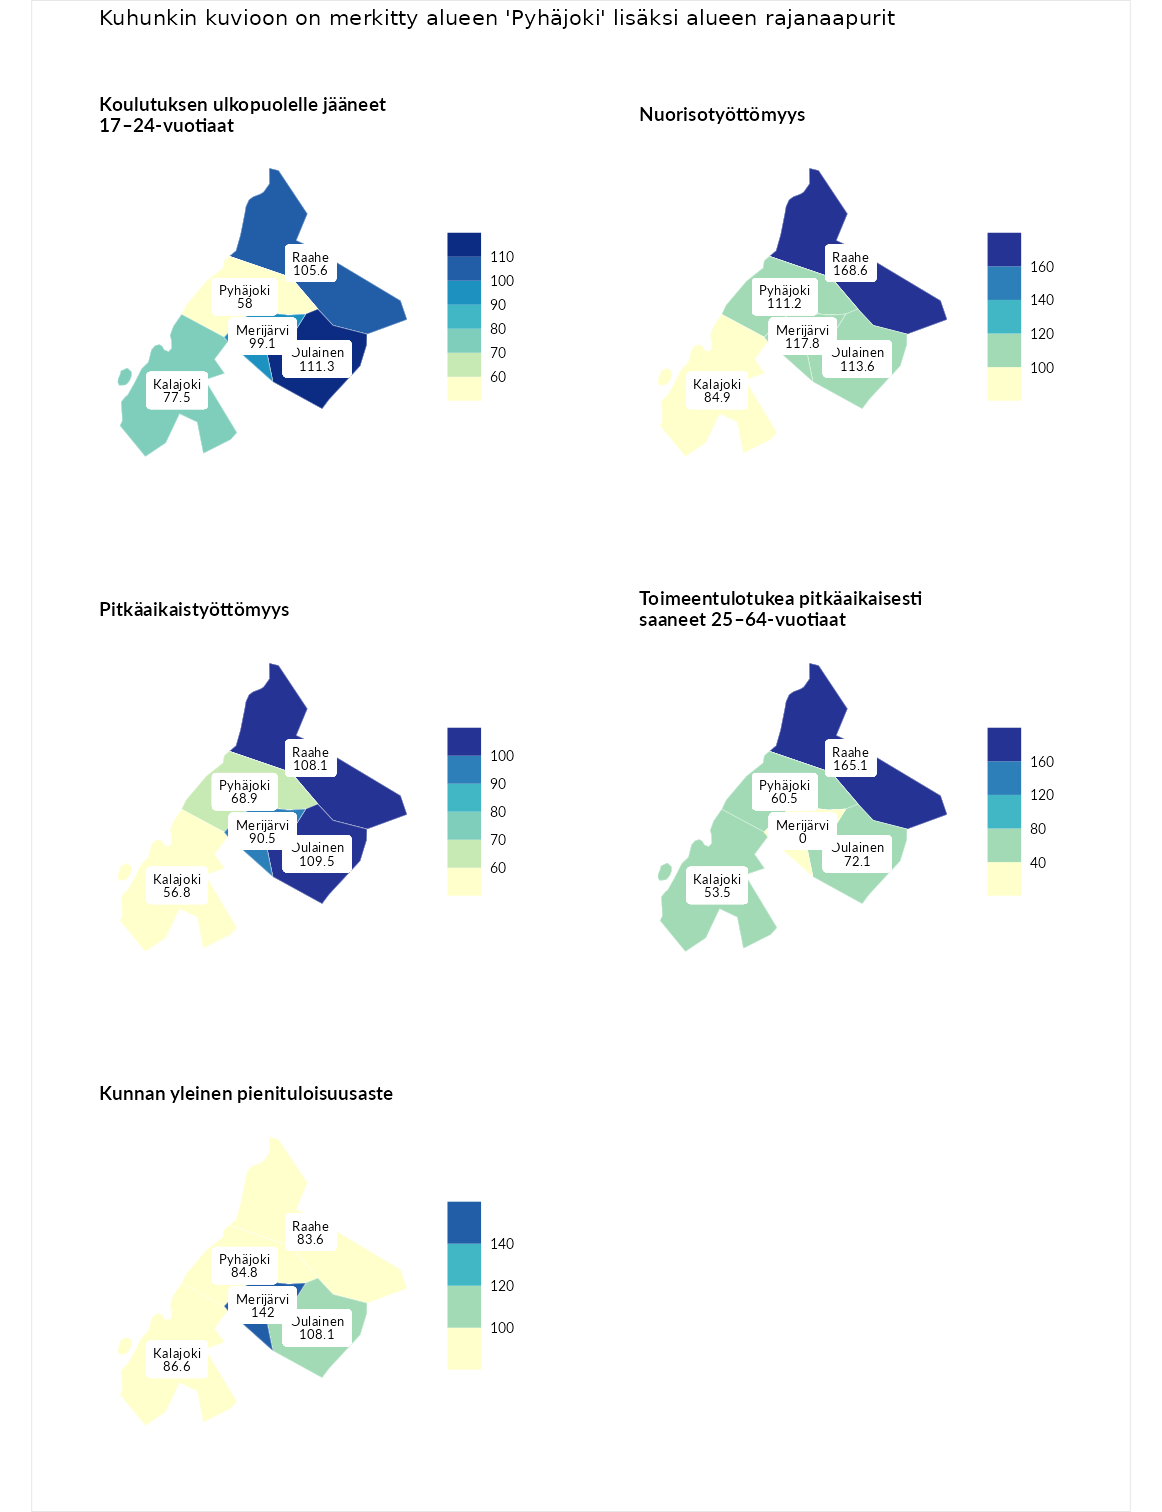 Kuhunkin kuvioon on merkitty alueen 'Pyhäjoki' lisäksi alueen rajanaapurit
Koulutuksen ulkopuolelle jääneet
17–24-vuotiaat
Raahe
105.6
Pyhäjoki
58
Merijärvi
99.1
Oulainen
111.3
Kalajoki
77.5
110
100
90
80
70
60
Nuorisotyöttömyys
Raahe
168.6
Pyhäjoki
111.2
Merijärvi
117.8
Oulainen
113.6
Kalajoki
84.9
160
140
120
100
Pitkäaikaistyöttömyys
Raahe
108.1
Pyhäjoki
68.9
Merijärvi
90.5
Oulainen
109.5
Kalajoki
56.8
100
90
80
70
60
Toimeentulotukea pitkäaikaisesti
saaneet 25–64-vuotiaat
Raahe
165.1
Pyhäjoki
60.5
Merijärvi
0
Oulainen
72.1
Kalajoki
53.5
160
120
80
40
Kunnan yleinen pienituloisuusaste
Raahe
83.6
Pyhäjoki
84.8
Merijärvi
142
Oulainen
108.1
Kalajoki
86.6
140
120
100